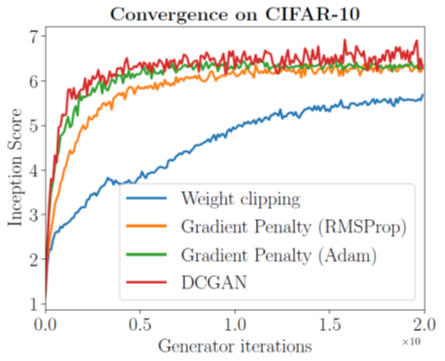 Convergence on CIFAR-10
Inception Score
7
6
5
4
3
2
1
Weight clipping
Gradient Penalty (RMSProp)
Gradient Penalty (Adam)
DCGAN
0.0 0.5 1.0 1.5 2.0
Generator iterations
×10